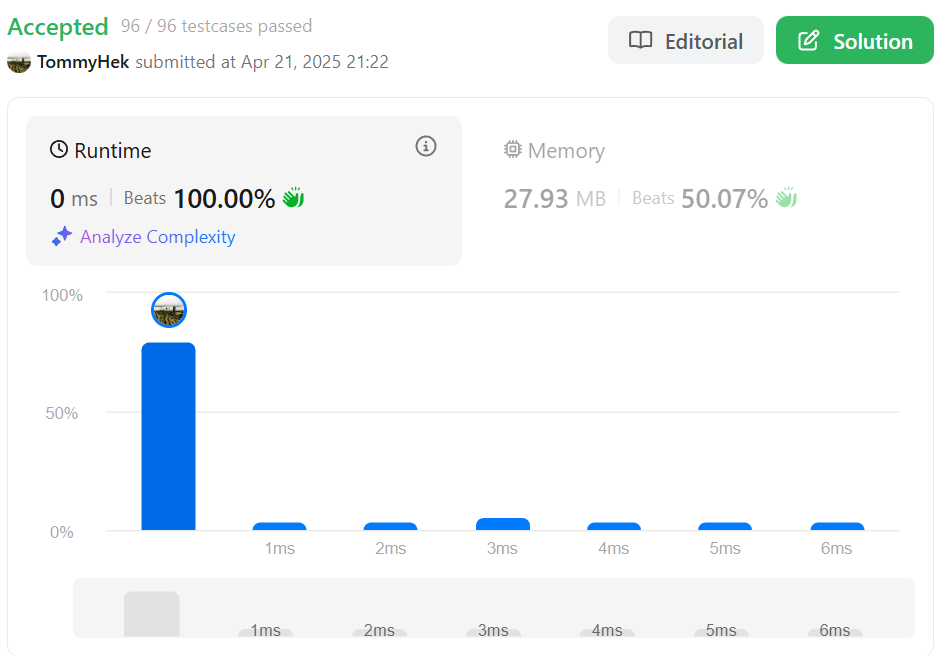 Accepted 96 / 96 testcases passed
Editorial
Solution
TommyHek submitted at Apr 21, 2025 21:22
Runtime
0 ms Beats 100.00%
Analyze Complexity
Memory
27.93 MB Beats 50.07%
100%
50%
0%
1ms 2ms 3ms 4ms 5ms 6ms
1ms 2ms 3ms 4ms 5ms 6ms